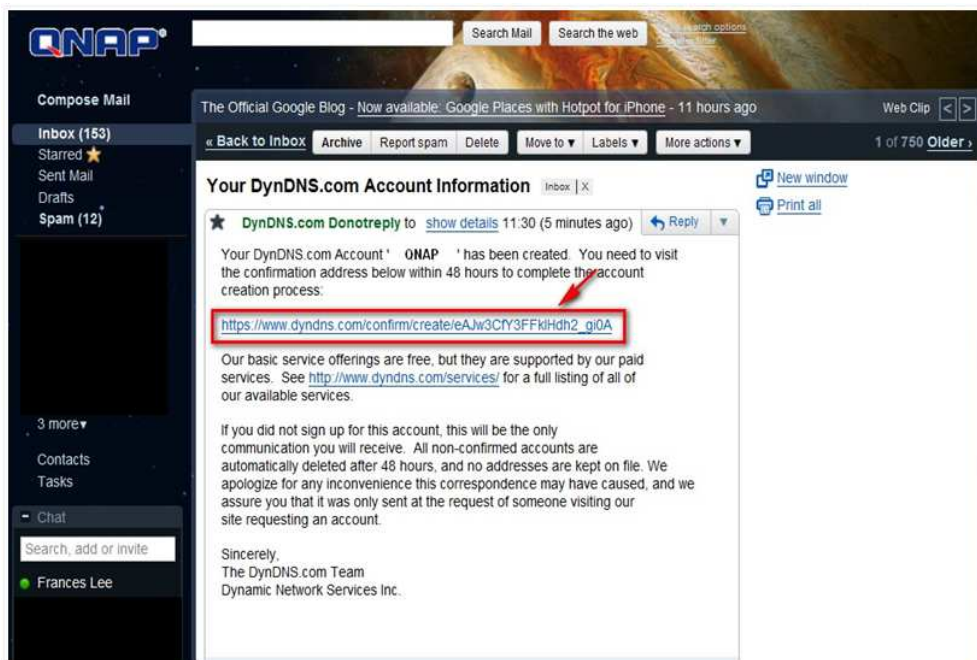 QNAP
Search Mail
Search the web
search options
Compose Mail
The Official Google Blog - Now available: Google Places with Hotpot for iPhone - 11 hours ago
Web Clip < >
Inbox (153)
« Back to Inbox Archive Report spam Delete Move to ▼ Labels ▼ More actions ▼
1 of 750 Older ›
Starred
Sent Mail
Drafts
Spam (12)
Your DynDNS.com Account Information Inbox | X
New window
Print all
DynDNS.com Donotreply to show details 11:30 (5 minutes ago) Reply ▼
Your DynDNS.com Account ' QNAP ' has been created. You need to visit
the confirmation address below within 48 hours to complete the account
creation process:
https://www.dyndns.com/confirm/create/eAJw3CfY3FFklHdh2_gi0A
Our basic service offerings are free, but they are supported by our paid
services. See http://www.dyndns.com/services/ for a full listing of all of
our available services.
If you did not sign up for this account, this will be the only
communication you will receive. All non-confirmed accounts are
automatically deleted after 48 hours, and no addresses are kept on file. We
apologize for any inconvenience this correspondence may have caused, and we
assure you that it was only sent at the request of someone visiting our
site requesting an account.
Sincerely,
The DynDNS.com Team
Dynamic Network Services Inc.
3 more▼
Contacts
Tasks
- Chat
Search, add or invite
Frances Lee